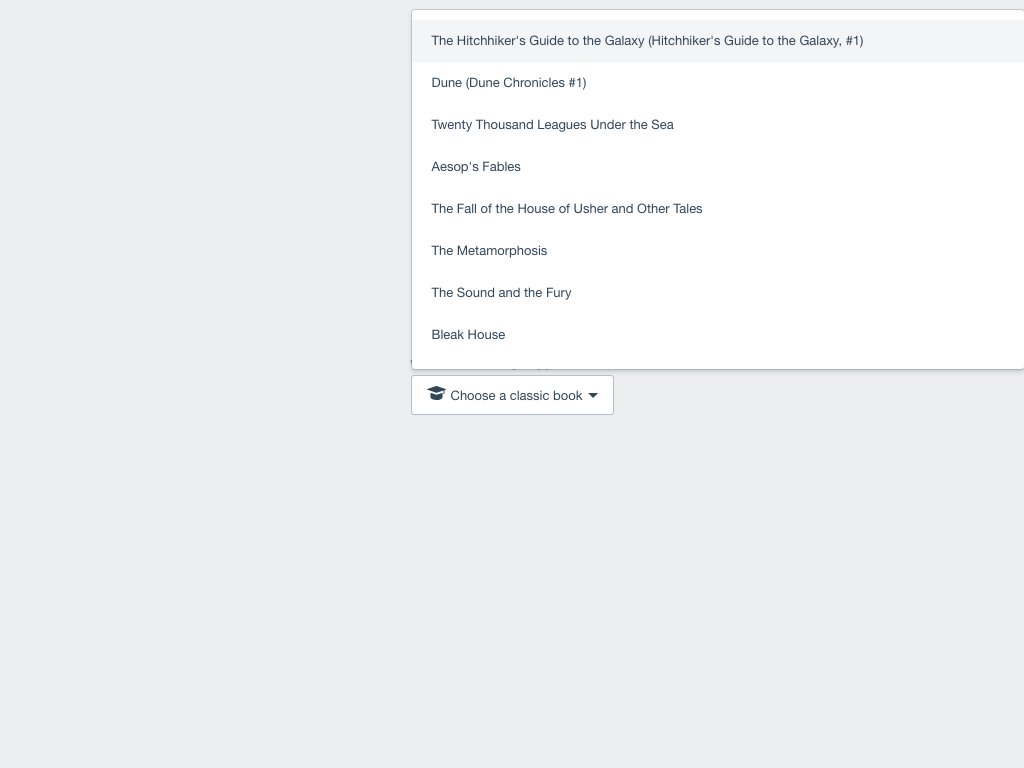 The Hitchhiker's Guide to the Galaxy (Hitchhiker's Guide to the Galaxy, #1)
Dune (Dune Chronicles #1)
Twenty Thousand Leagues Under the Sea
Aesop's Fables
The Fall of the House of Usher and Other Tales
The Metamorphosis
The Sound and the Fury
Bleak House
Choose a classic book